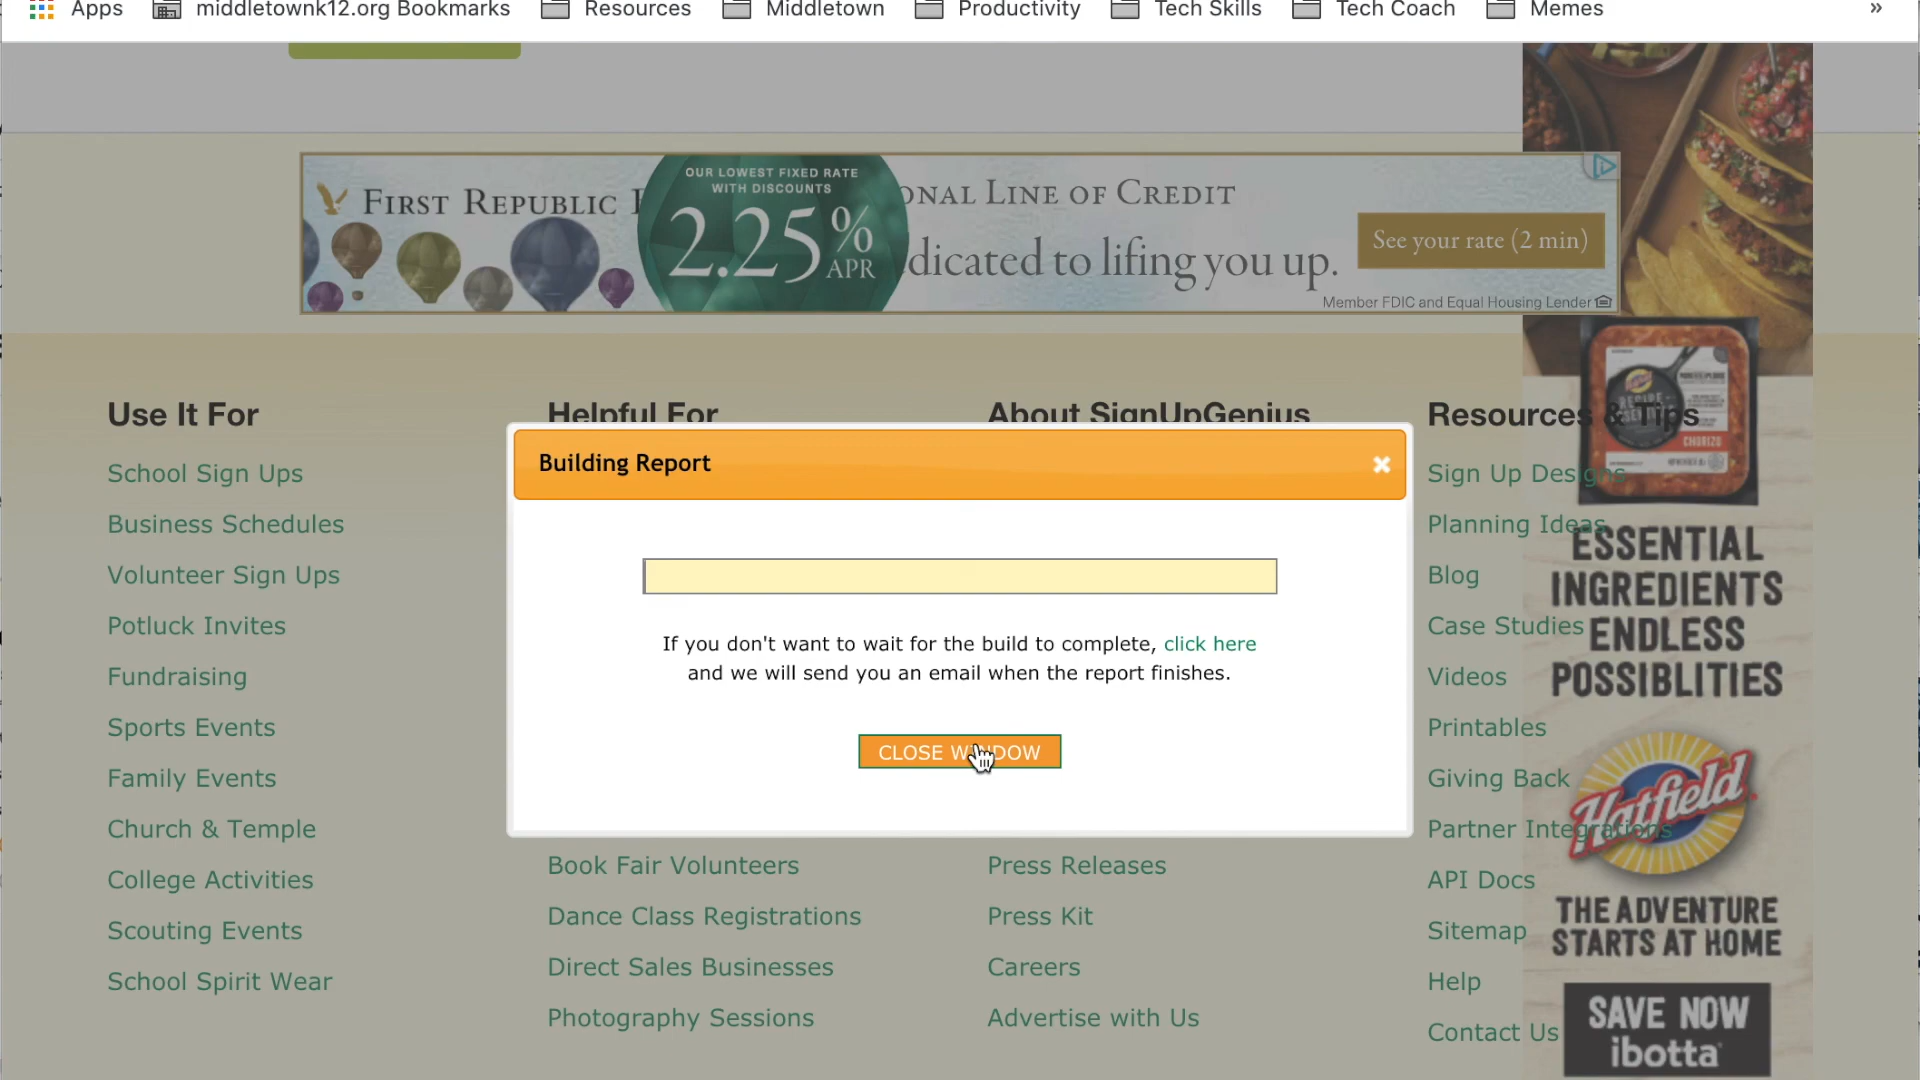 Apps
middletownk12.org Bookmarks
Resources
Middletown
Productivity
Tech Skills
Tech Coach
Memes
»
FIRST REPUBLIC
OUR LOWEST FIXED RATE
WITH DISCOUNTS
2.25% APR
ONAL LINE OF CREDIT
dicated to lifing you up.
See your rate (2 min)
Member FDIC and Equal Housing Lender
Use It For
School Sign Ups
Business Schedules
Volunteer Sign Ups
Potluck Invites
Fundraising
Sports Events
Family Events
Church & Temple
College Activities
Scouting Events
School Spirit Wear
Helpful For
Book Fair Volunteers
Dance Class Registrations
Direct Sales Businesses
Photography Sessions
About SignUpGenius
Press Releases
Press Kit
Careers
Advertise with Us
Building Report
If you don't want to wait for the build to complete, click here
and we will send you an email when the report finishes.
CLOSE WINDOW
Resources & Tips
Sign Up Designs
Planning Ideas
Blog
Case Studies
Videos
Printables
Giving Back
Partner Integrations
API Docs
Sitemap
Help
Contact Us
CHORIZO
ESSENTIAL
INGREDIENTS
ENDLESS
POSSIBLITIES
Hatfield
THE ADVENTURE
STARTS AT HOME
SAVE NOW
ibotta